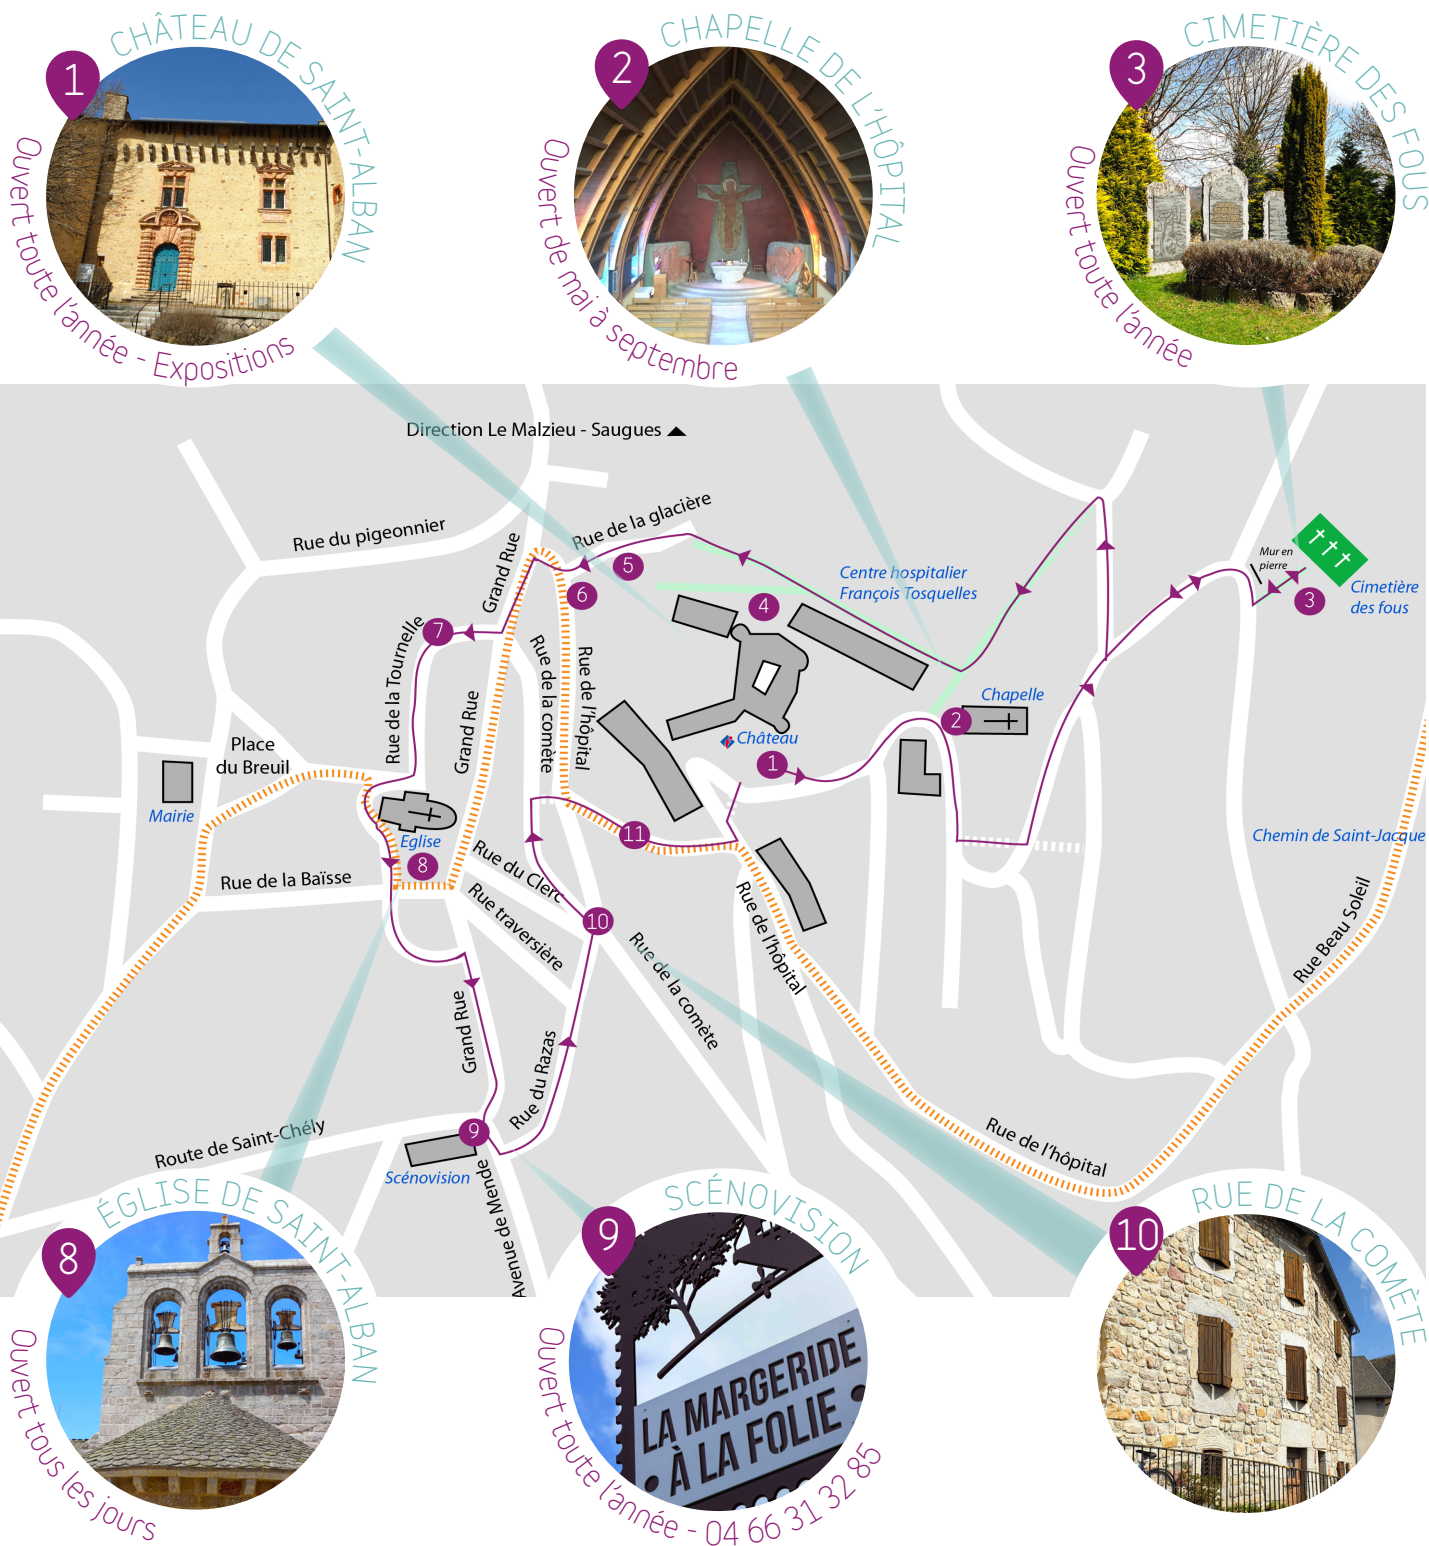 1
CHÂTEAU DE SAINT-ALBAN
Ouvert toute l'année - Expositions
2
CHAPELLE DE L'HÔPITAL
Ouvert de mai à septembre
3
CIMETIÈRE DES FOUS
Ouvert toute l'année
Direction Le Malzieu - Saugues
Rue du pigeonnier
Grand Rue
Rue de la glacière
5
6
4
Centre hospitalier
François Tosquelles
Mur en
pierre
3
Cimetière
des fous
7
Rue de la Tournelle
Grand Rue
Rue de la comète
Rue de l'hôpital
Chapelle
2
Château
1
Place
du Breuil
Mairie
Eglise
8
11
Chemin de Saint-Jacque
Rue de la Baïsse
Rue du Clerc
Rue traversière
10
Rue de l'hôpital
Rue de la comète
Rue Beau Soleil
Grand Rue
Rue du Razas
Route de Saint-Chély
9
Scénovision
Avenue de Mende
Rue de l'hôpital
8
ÉGLISE DE SAINT-ALBAN
Ouvert tous les jours
9
SCÉNOVISION
LA MARGERIDE
• À LA FOLIE •
Ouvert toute l'année - 04 66 31 32 85
10
RUE DE LA COMÈTE